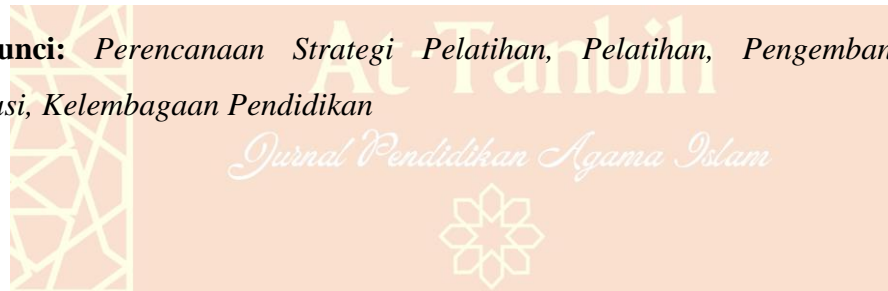 unci: Perencanaan Strategi Pelatihan, Pelatihan, Pengemban
si, Kelembagaan Pendidikan
At-Tanbih
Jurnal Pendidikan Agama Islam